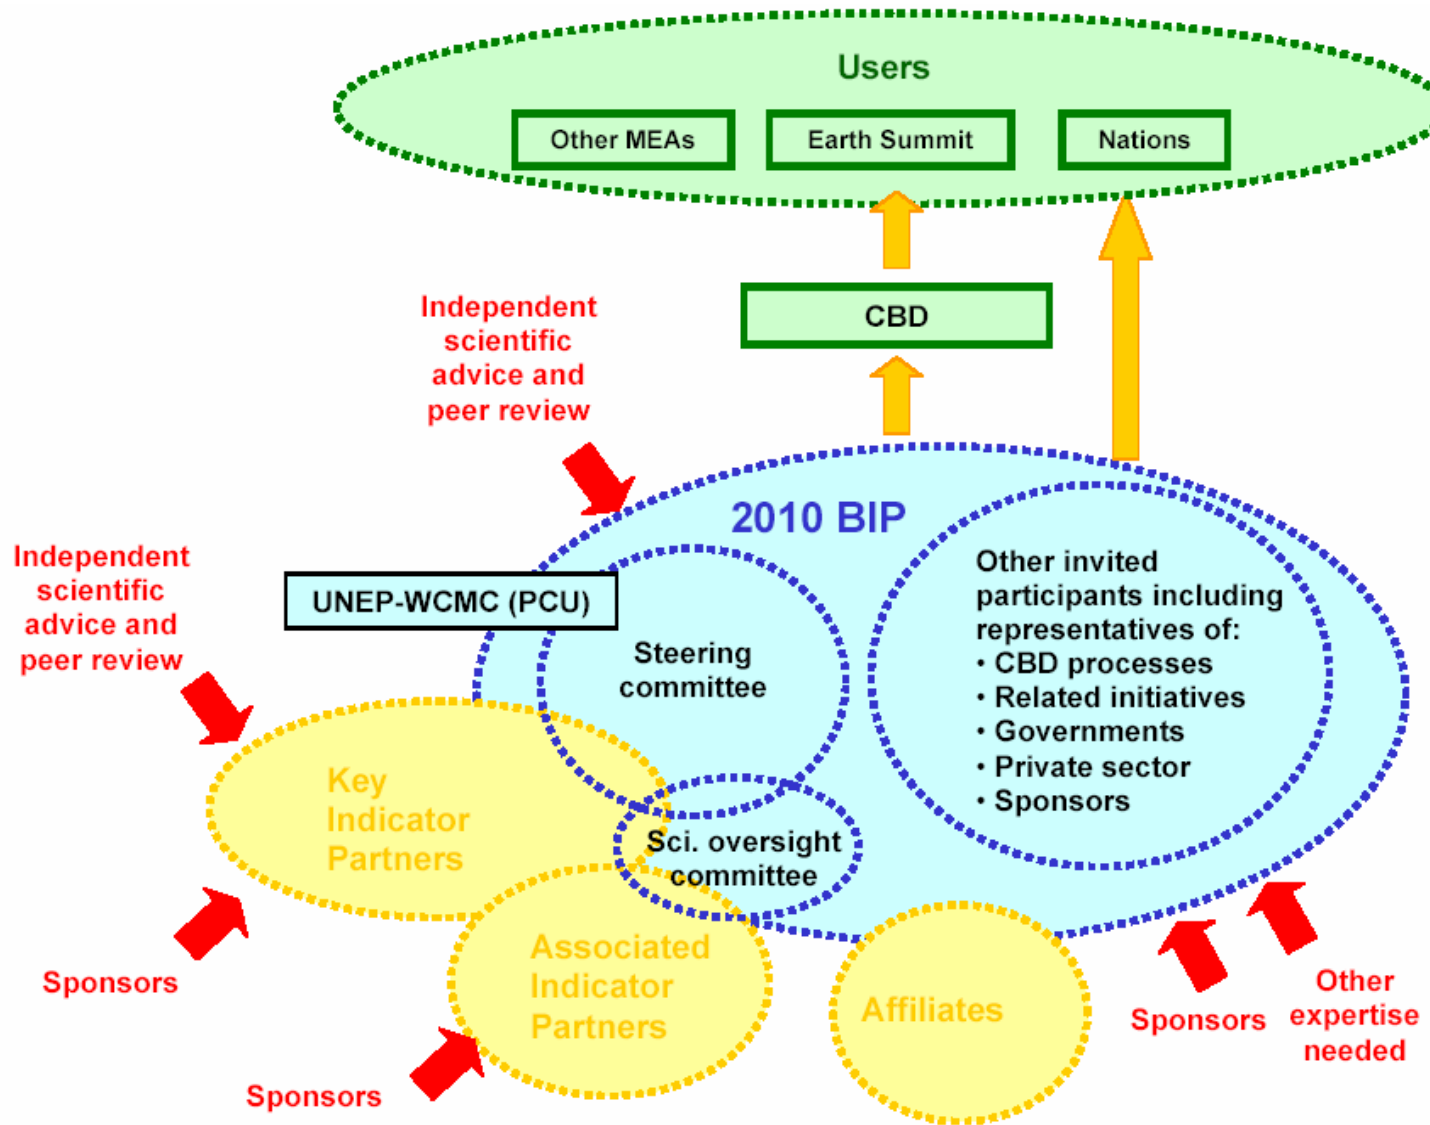 Users
Other MEAs
Earth Summit
Nations
CBD
Independent
scientific
advice and
peer review
2010 BIP
Independent
scientific
advice and
peer review
UNEP-WCMC (PCU)
Steering
committee
Other invited
participants including
representatives of:
• CBD processes
• Related initiatives
• Governments
• Private sector
• Sponsors
Key
Indicator
Partners
Sci. oversight
committee
Associated
Indicator
Partners
Affiliates
Sponsors
Sponsors
Sponsors
Other
expertise
needed